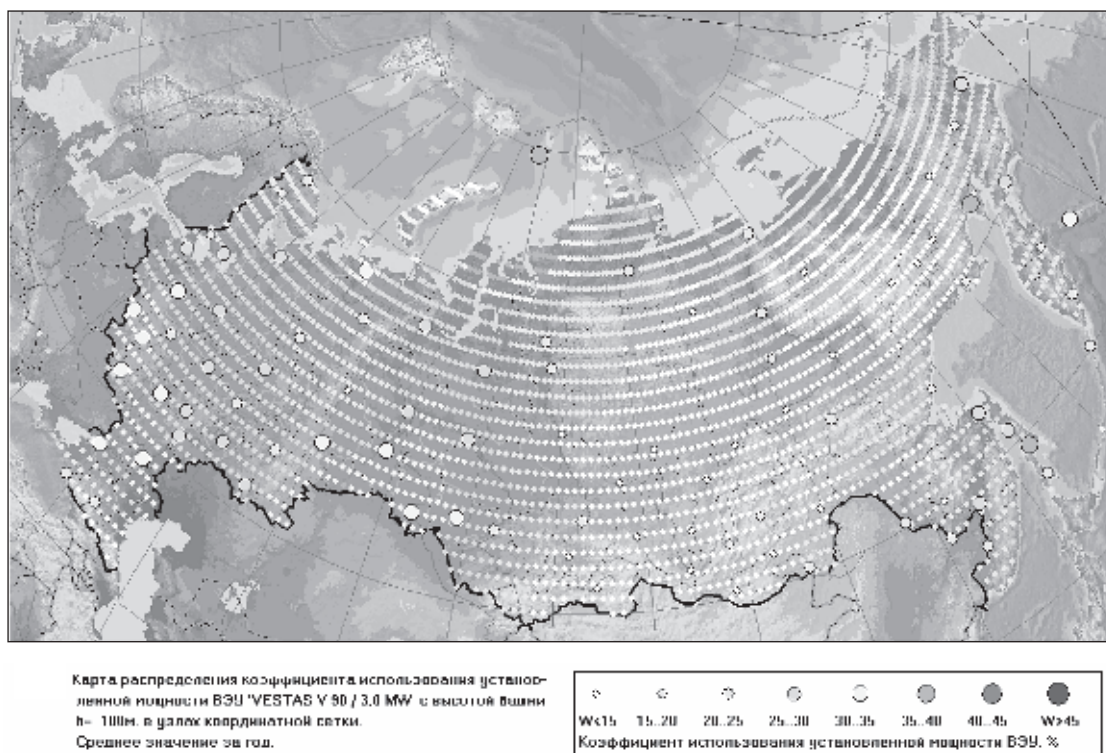 Карта распределения коэффициента использования установ-
ленной мощности ВЭУ "VESTAS V 90 / 3.0 MW с высотой башни
h= 100м. в узлах координатной сетки.
Среднее значение за год.
W<15 15..20 20..25 25...30 30...35 35...40 40...45 W>45
Коэффициент использования установленной мощности ВЭУ, %